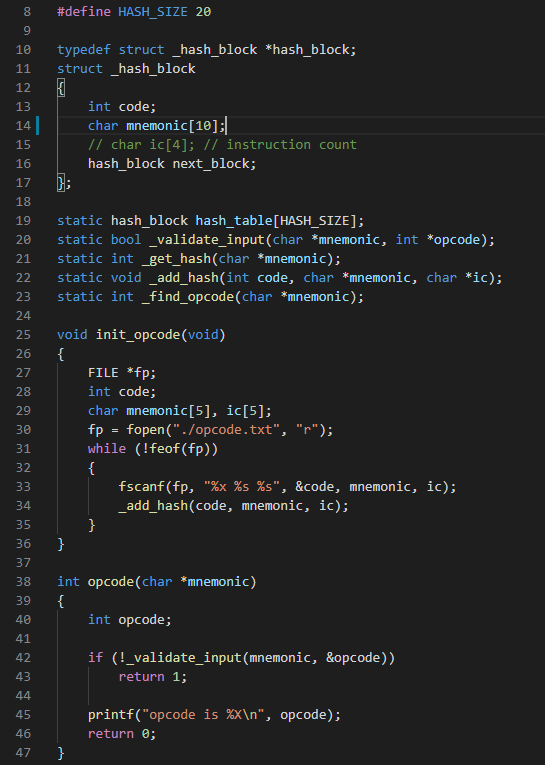 8 #define HASH_SIZE 20
9
10 typedef struct _hash_block *hash_block;
11 struct _hash_block
12 {
13     int code;
14     char mnemonic[10];
15     // char ic[4]; // instruction count
16     hash_block next_block;
17 };
18
19 static hash_block hash_table[HASH_SIZE];
20 static bool _validate_input(char *mnemonic, int *opcode);
21 static int _get_hash(char *mnemonic);
22 static void _add_hash(int code, char *mnemonic, char *ic);
23 static int _find_opcode(char *mnemonic);
24
25 void init_opcode(void)
26 {
27     FILE *fp;
28     int code;
29     char mnemonic[5], ic[5];
30     fp = fopen("./opcode.txt", "r");
31     while (!feof(fp))
32     {
33         fscanf(fp, "%x %s %s", &code, mnemonic, ic);
34         _add_hash(code, mnemonic, ic);
35     }
36 }
37
38 int opcode(char *mnemonic)
39 {
40     int opcode;
41
42     if (!_validate_input(mnemonic, &opcode))
43         return 1;
44
45     printf("opcode is %X\n", opcode);
46     return 0;
47 }